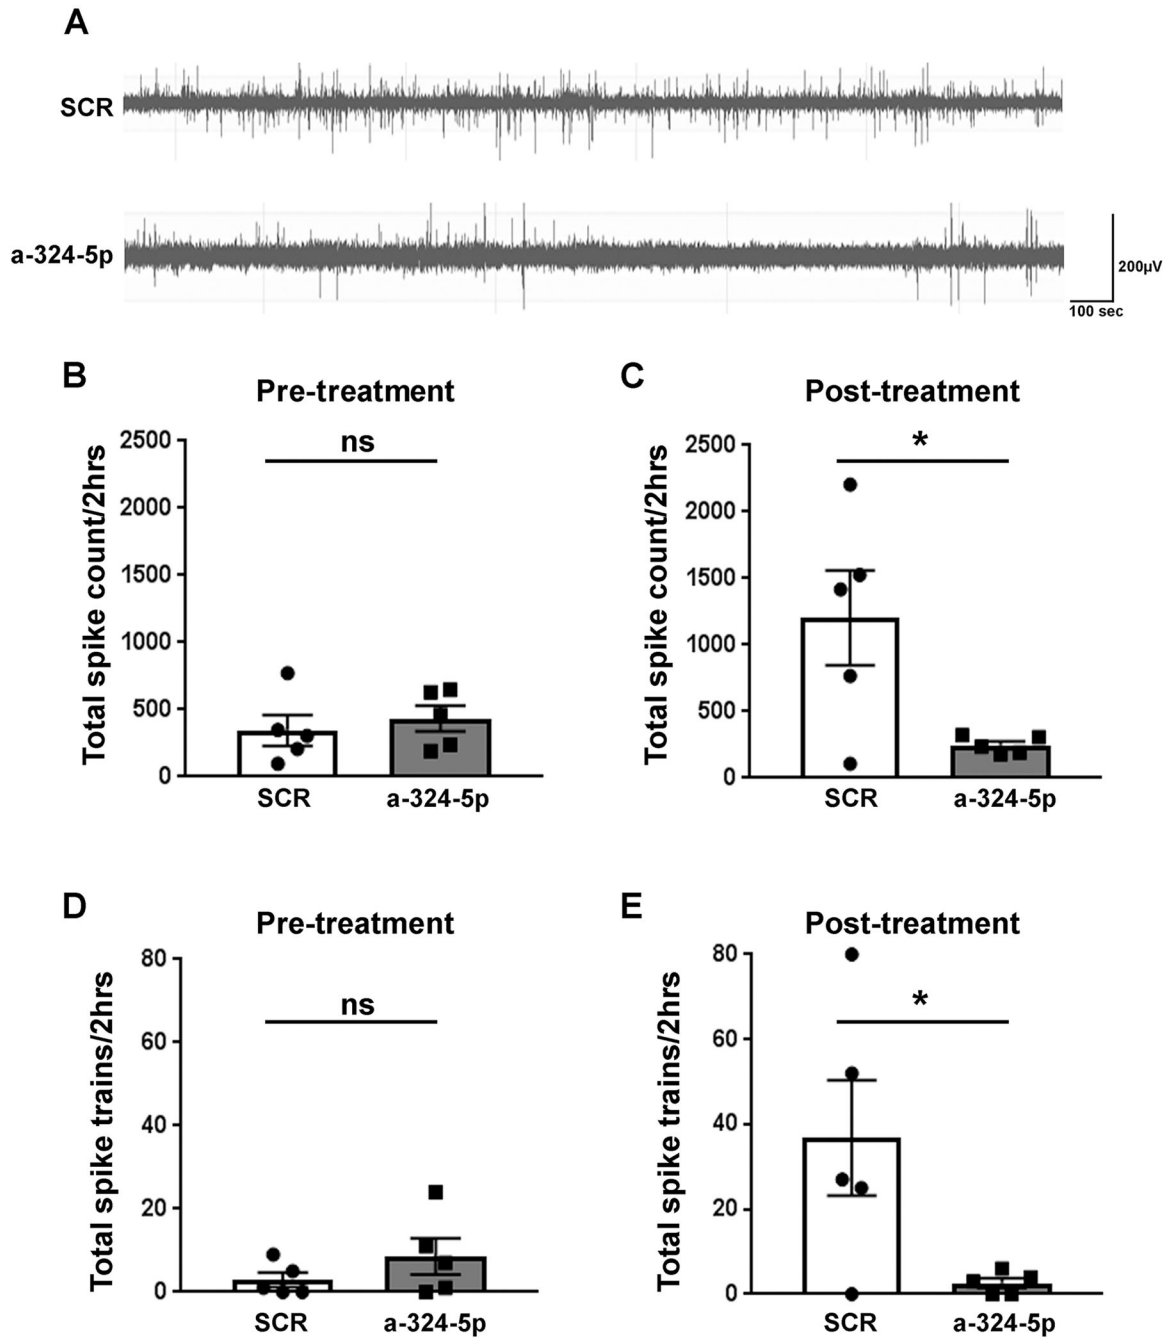 A
SCR
a-324-5p
200µV
100 sec
B
Pre-treatment
ns
Total spike count/2hrs
2500
2000
1500
1000
500
0
SCR
a-324-5p
C
Post-treatment
*
Total spike count/2hrs
2500
2000
1500
1000
500
0
SCR
a-324-5p
D
Pre-treatment
ns
Total spike trains/2hrs
80
60
40
20
0
SCR
a-324-5p
E
Post-treatment
*
Total spike trains/2hrs
80
60
40
20
0
SCR
a-324-5p